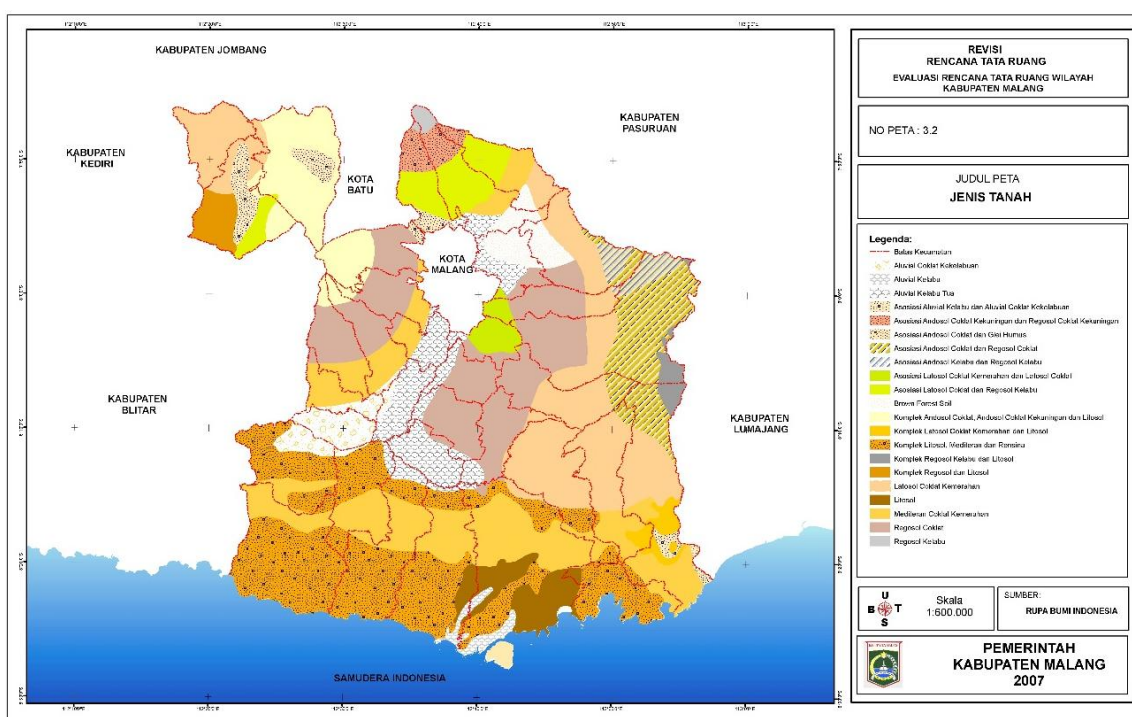 KABUPATEN JOMBANG
KABUPATEN
PASURUAN
KABUPATEN
KEDIRI
KOTA
BATU
KOTA
MALANG
KABUPATEN
BLITAR
KABUPATEN
LUMAJANG
SAMUDERA INDONESIA
REVISI
RENCANA TATA RUANG
EVALUASI RENCANA TATA RUANG WILAYAH
KABUPATEN MALANG
NO PETA : 3.2
JUDUL PETA
JENIS TANAH
Legenda:
Batas Kecamatan
Aluvial Coklat Kekelabuan
Aluvial Kelabu
Aluvial Kelabu Tua
Asosiasi Aluvial Kelabu dan Aluvial Coklat Kekelabuan
Asosiasi Andosol Coklat Kekuningan dan Regosol Coklat Kekuningan
Asosiasi Andosol Coklat dan Glei Humus
Asosiasi Andosol Coklat dan Regosol Coklat
Asosiasi Andosol Kelabu dan Regosol Kelabu
Asosiasi Latosol Coklat Kemerahan dan Latosol Coklat
Asosiasi Latosol Coklat dan Regosol Kelabu
Brown Forest Soil
Komplek Andosol Coklat, Andosol Coklat Kekuningan dan Litosol
Komplek Latosol Coklat Kemerahan dan Litosol
Komplek Litosol, Mediteran dan Rensina
Komplek Regosol Kelabu dan Litosol
Komplek Regosol dan Litosol
Latosol Coklat Kemerahan
Litosol
Mediteran Coklat Kemerahan
Regosol Coklat
Regosol Kelabu
U
B T
S
Skala
1:600.000
SUMBER:
RUPA BUMI INDONESIA
PEMERINTAH
KABUPATEN MALANG
2007